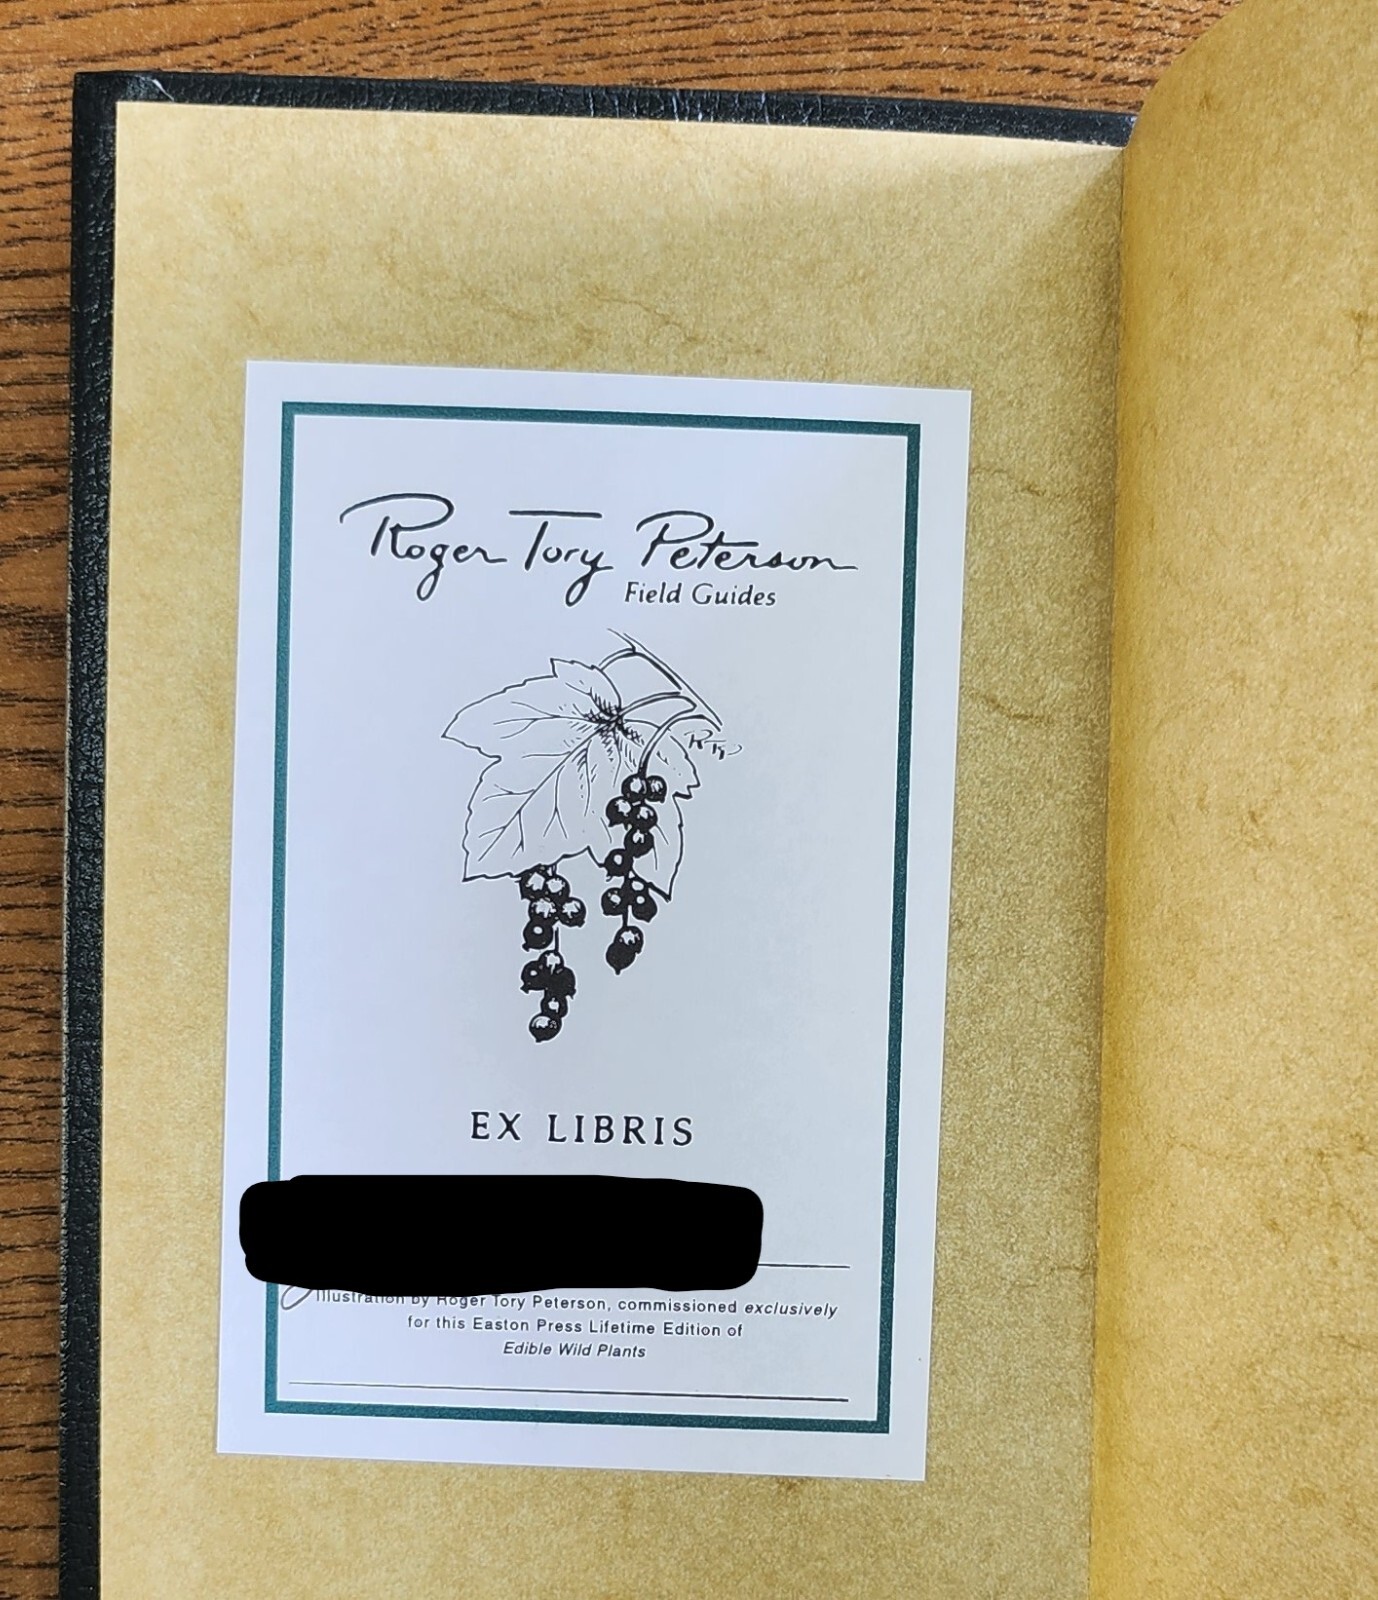 Roger Tory Peterson
Field Guides
RTP
EX LIBRIS
Illustration by Roger Tory Peterson, commissioned exclusively
for this Easton Press Lifetime Edition of
Edible Wild Plants